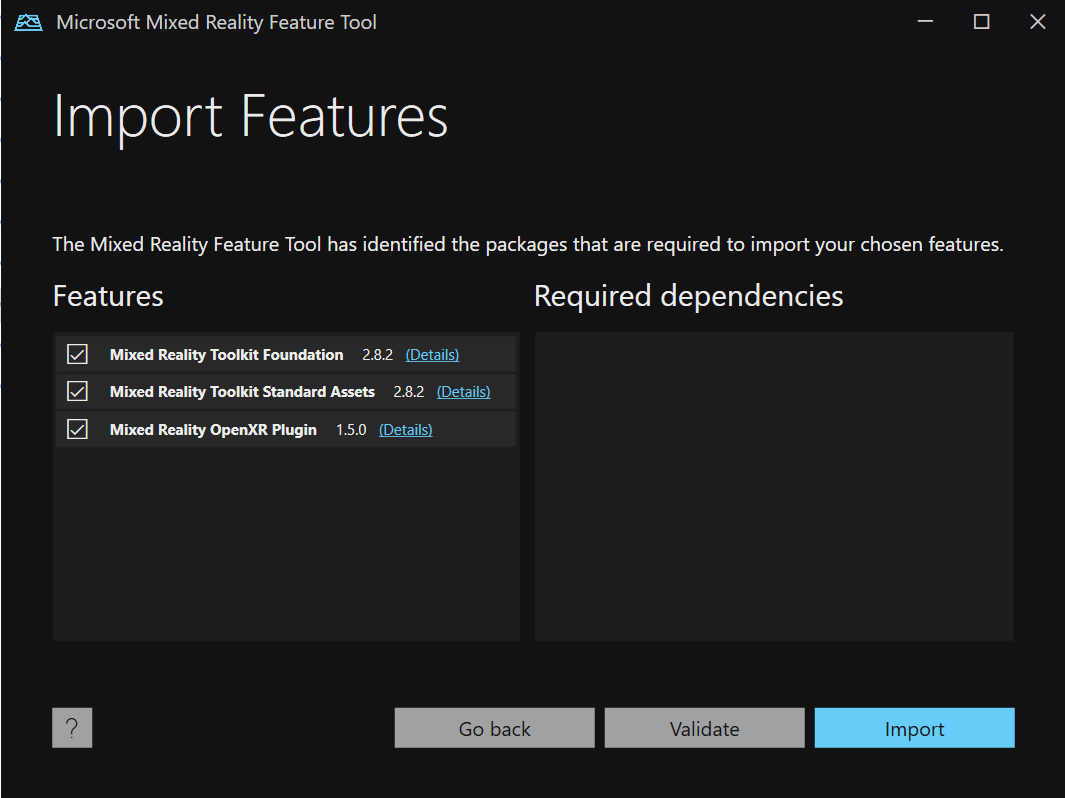 Microsoft Mixed Reality Feature Tool
Import Features
The Mixed Reality Feature Tool has identified the packages that are required to import your chosen features.
Features
Required dependencies
Mixed Reality Toolkit Foundation 2.8.2 (Details)
Mixed Reality Toolkit Standard Assets 2.8.2 (Details)
Mixed Reality OpenXR Plugin 1.5.0 (Details)
?
Go back
Validate
Import